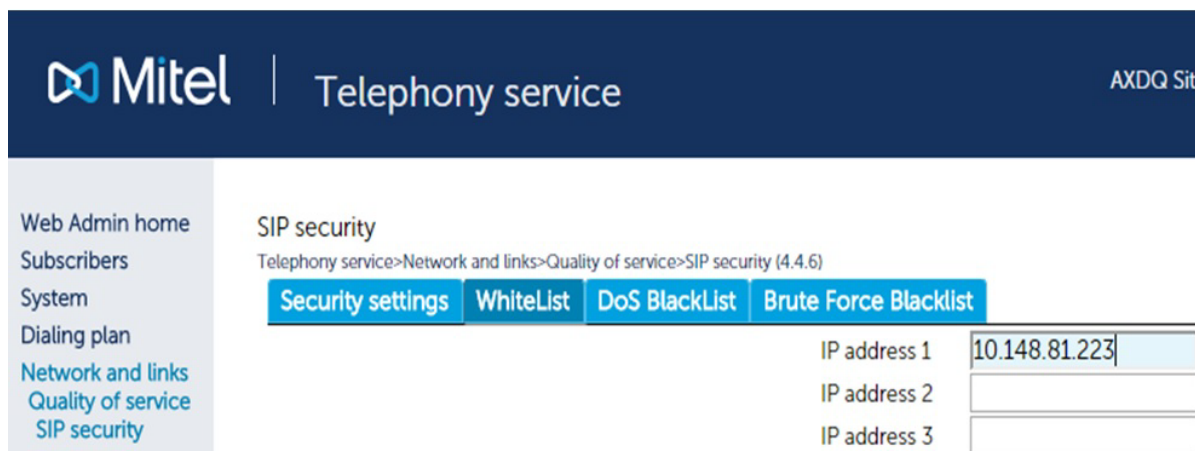 Mitel
Telephony service
AXDQ Sit
Web Admin home
Subscribers
System
Dialing plan
Network and links
Quality of service
SIP security
SIP security
Telephony service>Network and links>Quality of service>SIP security (4.4.6)
Security settings WhiteList DoS BlackList Brute Force Blacklist
IP address 1 10.148.81.223
IP address 2
IP address 3